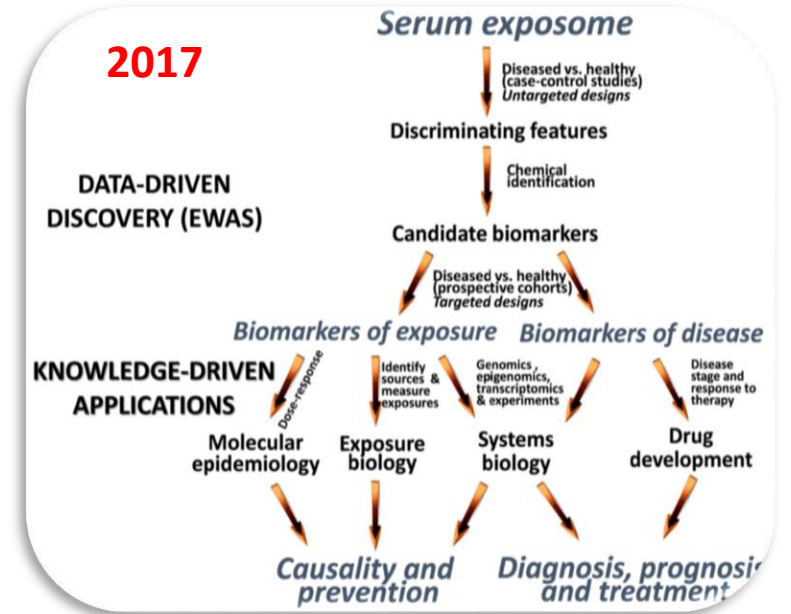 Serum exposome
2017
Diseased vs. healthy
(case-control studies)
Untargeted designs
Discriminating features
Chemical
identification
DATA-DRIVEN
DISCOVERY (EWAS)
Candidate biomarkers
Diseased vs. healthy
(prospective cohorts)
Targeted designs
Biomarkers of exposure
Biomarkers of disease
KNOWLEDGE-DRIVEN
APPLICATIONS
Dose-response
Identify
sources &
measure
exposures
Genomics,
epigenomics,
transcriptomics
& experiments
Disease
stage and
response to
therapy
Molecular
epidemiology
Exposure
biology
Systems
biology
Drug
development
Causality and
prevention
Diagnosis, prognosis
and treatment